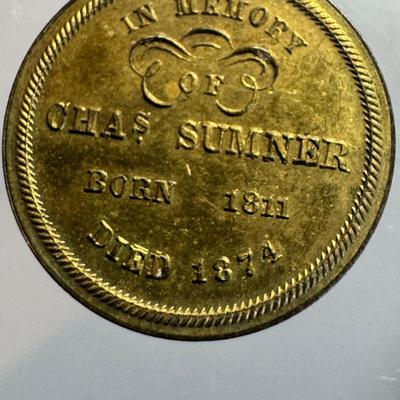 IN MEMORY
OF
CHAS SUMNER
BORN 1811
DIED 1874